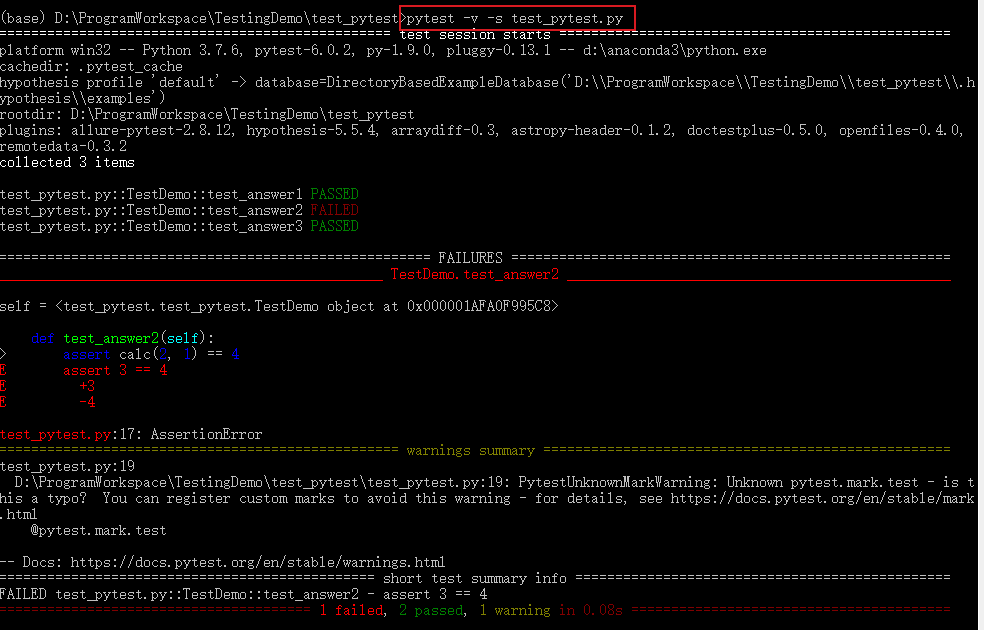 (base) D:\ProgramWorkspace\TestingDemo\test_pytest>pytest -v -s test_pytest.py
================================================= test session starts =================================================
platform win32 -- Python 3.7.6, pytest-6.0.2, py-1.9.0, pluggy-0.13.1 -- d:\anaconda3\python.exe
cachedir: .pytest_cache
hypothesis profile 'default' -> database=DirectoryBasedExampleDatabase('D:\\ProgramWorkspace\\TestingDemo\\test_pytest\\.h
ypothesis\\examples')
rootdir: D:\ProgramWorkspace\TestingDemo\test_pytest
plugins: allure-pytest-2.8.12, hypothesis-5.5.4, arraydiff-0.3, astropy-header-0.1.2, doctestplus-0.5.0, openfiles-0.4.0,
remotedata-0.3.2
collected 3 items
test_pytest.py::TestDemo::test_answer1 PASSED
test_pytest.py::TestDemo::test_answer2 FAILED
test_pytest.py::TestDemo::test_answer3 PASSED
====================================================== FAILURES =======================================================
________________________________________________ TestDemo.test_answer2 ________________________________________________
self = <test_pytest.test_pytest.TestDemo object at 0x000001AFA0F995C8>
    def test_answer2(self):
>       assert calc(2, 1) == 4
E       assert 3 == 4
E         +3
E         -4
test_pytest.py:17: AssertionError
================================================== warnings summary ===================================================
test_pytest.py:19
  D:\ProgramWorkspace\TestingDemo\test_pytest\test_pytest.py:19: PytestUnknownMarkWarning: Unknown pytest.mark.test - is t
his a typo?  You can register custom marks to avoid this warning - for details, see https://docs.pytest.org/en/stable/mark
.html
    @pytest.mark.test
-- Docs: https://docs.pytest.org/en/stable/warnings.html
=============================================== short test summary info ===============================================
FAILED test_pytest.py::TestDemo::test_answer2 - assert 3 == 4
======================================= 1 failed, 2 passed, 1 warning in 0.08s ========================================